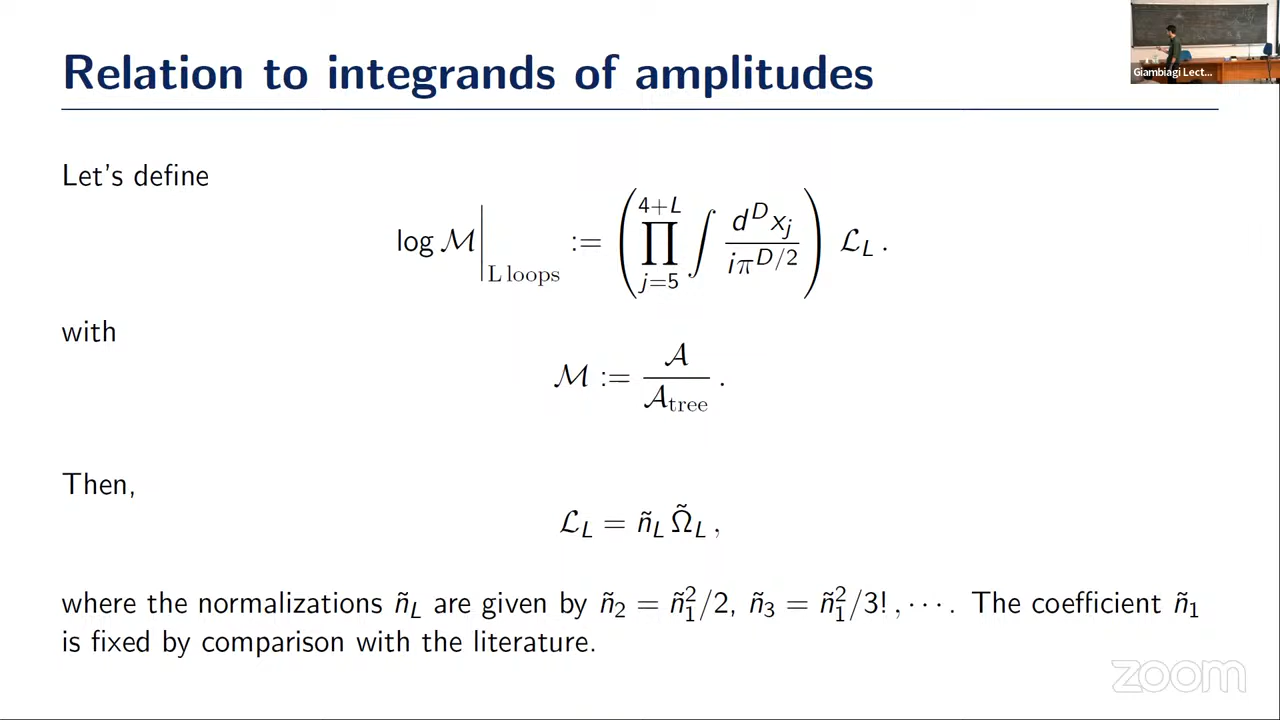 Relation to integrands of amplitudes
Giambiagi Lect...
Let's define
log ℳ|_{L loops} := ( ∏_{j=5}^{4+L} ∫ d^D x_j / iπ^{D/2} ) ℒ_L .
with
ℳ := 𝒜 / 𝒜_tree .
Then,
ℒ_L = ñ_L Ω̃_L ,
where the normalizations ñ_L are given by ñ_2 = ñ_1^2/2, ñ_3 = ñ_1^2/3! , ⋯ . The coefficient ñ_1
is fixed by comparison with the literature.
zoom